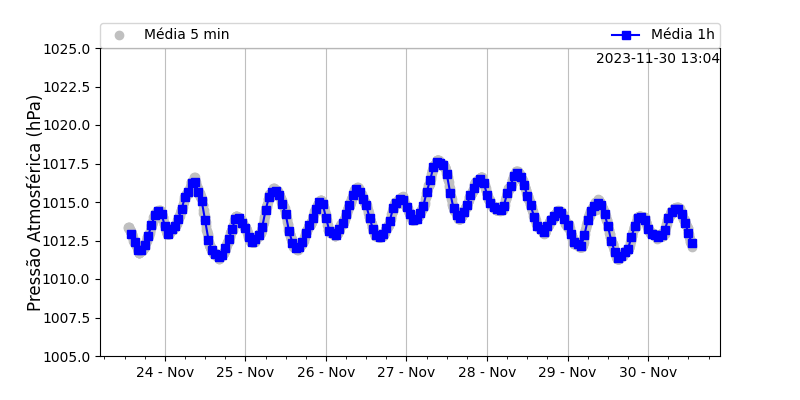 Média 5 min
Média 1h
2023-11-30 13:04
Pressão Atmosférica (hPa)
1025.0
1022.5
1020.0
1017.5
1015.0
1012.5
1010.0
1007.5
1005.0
24 - Nov
25 - Nov
26 - Nov
27 - Nov
28 - Nov
29 - Nov
30 - Nov